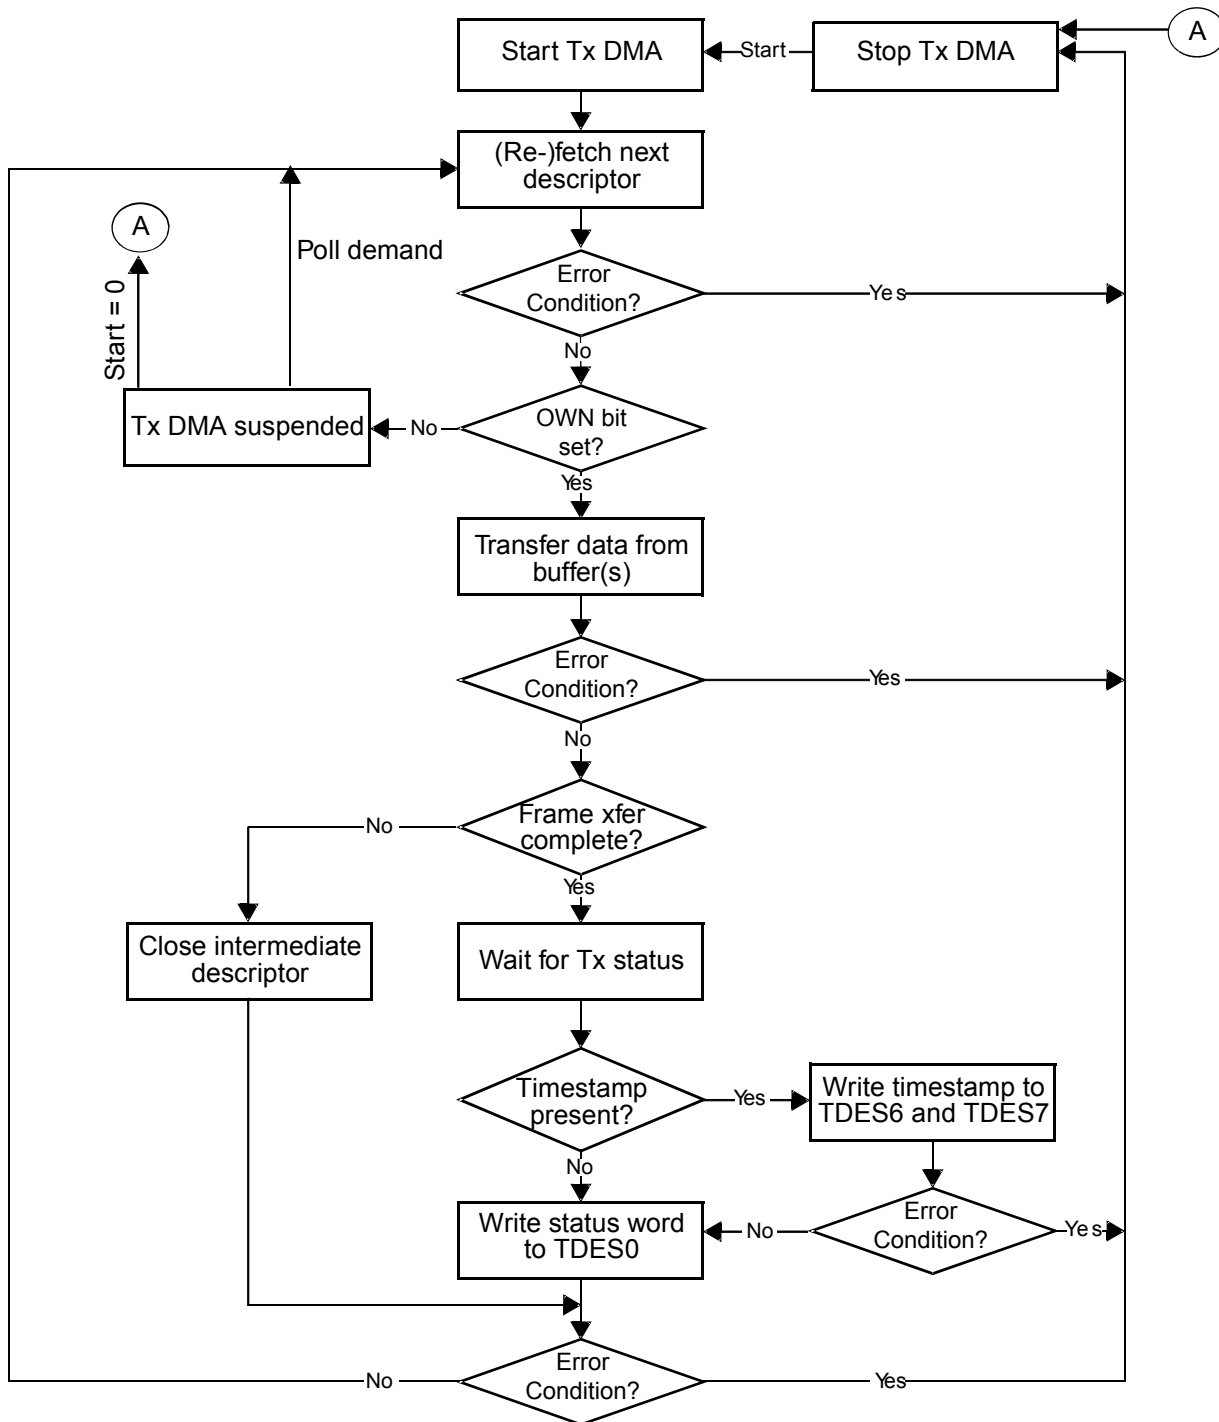 Start Tx DMA
Start
Stop Tx DMA
A
(Re-)fetch next
descriptor
A
Poll demand
Start = 0
Error
Condition?
Yes
No
Tx DMA suspended
No
OWN bit
set?
Yes
Transfer data from
buffer(s)
Error
Condition?
Yes
No
Frame xfer
complete?
No
Yes
Close intermediate
descriptor
Wait for Tx status
Timestamp
present?
Yes
Write timestamp to
TDES6 and TDES7
No
Write status word
to TDES0
No
Error
Condition?
Yes
Error
Condition?
No
Yes